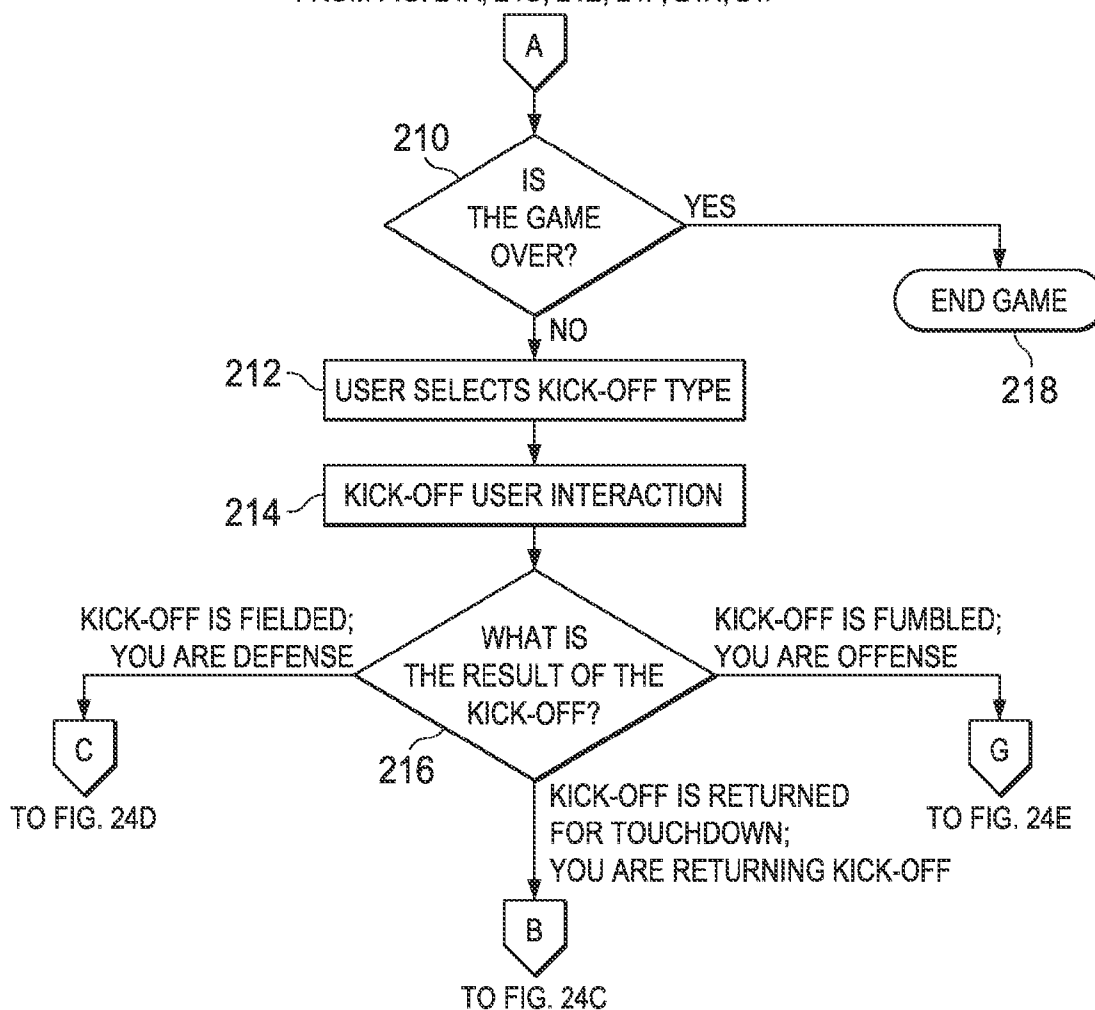 A
210
IS
THE GAME
OVER?
YES
END GAME
218
NO
212
USER SELECTS KICK-OFF TYPE
214
KICK-OFF USER INTERACTION
KICK-OFF IS FIELDED;
YOU ARE DEFENSE
WHAT IS
THE RESULT OF THE
KICK-OFF?
216
KICK-OFF IS FUMBLED;
YOU ARE OFFENSE
C
TO FIG. 24D
G
TO FIG. 24E
KICK-OFF IS RETURNED
FOR TOUCHDOWN;
YOU ARE RETURNING KICK-OFF
B
TO FIG. 24C